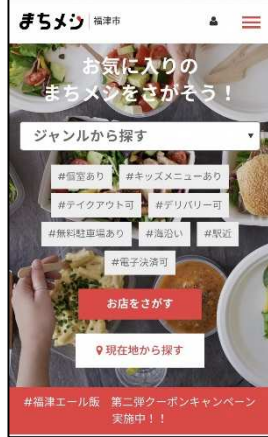 まちメシ 福津市
お気に入りの
まちメシをさがそう！
ジャンルから探す
#個室あり #キッズメニューあり
#テイクアウト可 #デリバリー可
#無料駐車場あり #海沿い #駅近
#電子決済可
お店をさがす
現在地から探す
#福津エール飯 第二弾クーポンキャンペーン
実施中！！